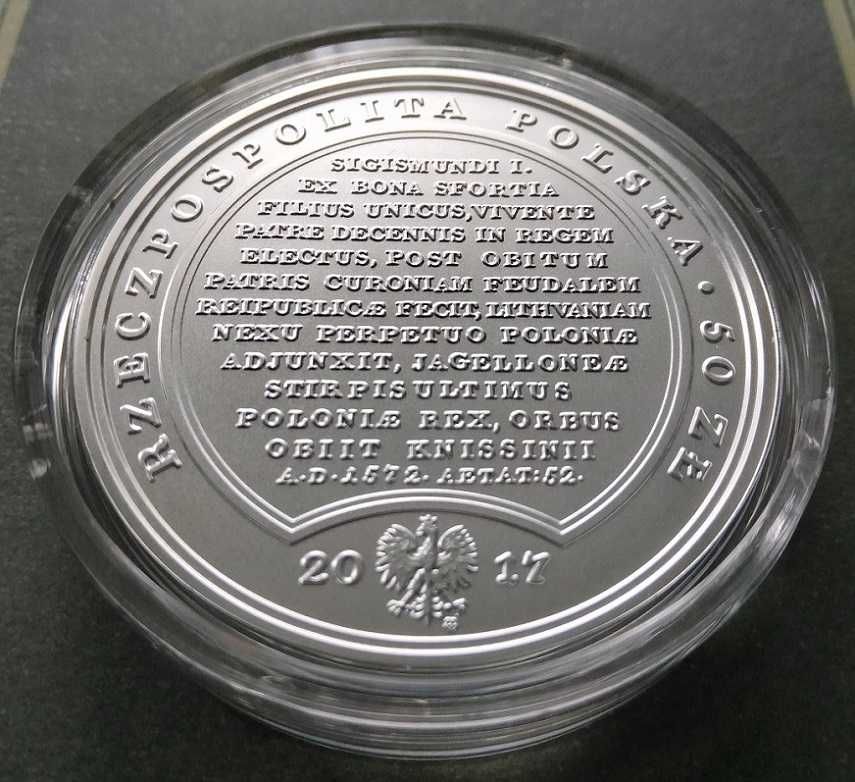 RZECZPOSPOLITA POLSKA · 50 ZŁ
SIGISMUNDI I.
EX BONA SFORTIA
FILIUS UNICUS, VIVENTE
PATRE DECENNIS IN REGEM
ELECTUS, POST OBITUM
PATRIS CURONIAM FEUDALEM
REIPUBLICÆ FECIT, LITHVANIAM
NEXU PERPETUO POLONIÆ
ADJUNXIT, JAGELLONEÆ
STIRPIS ULTIMUS
POLONIÆ REX, ORBUS
OBIIT KNISSINII
A.D.1572. AETAT:52.
2017